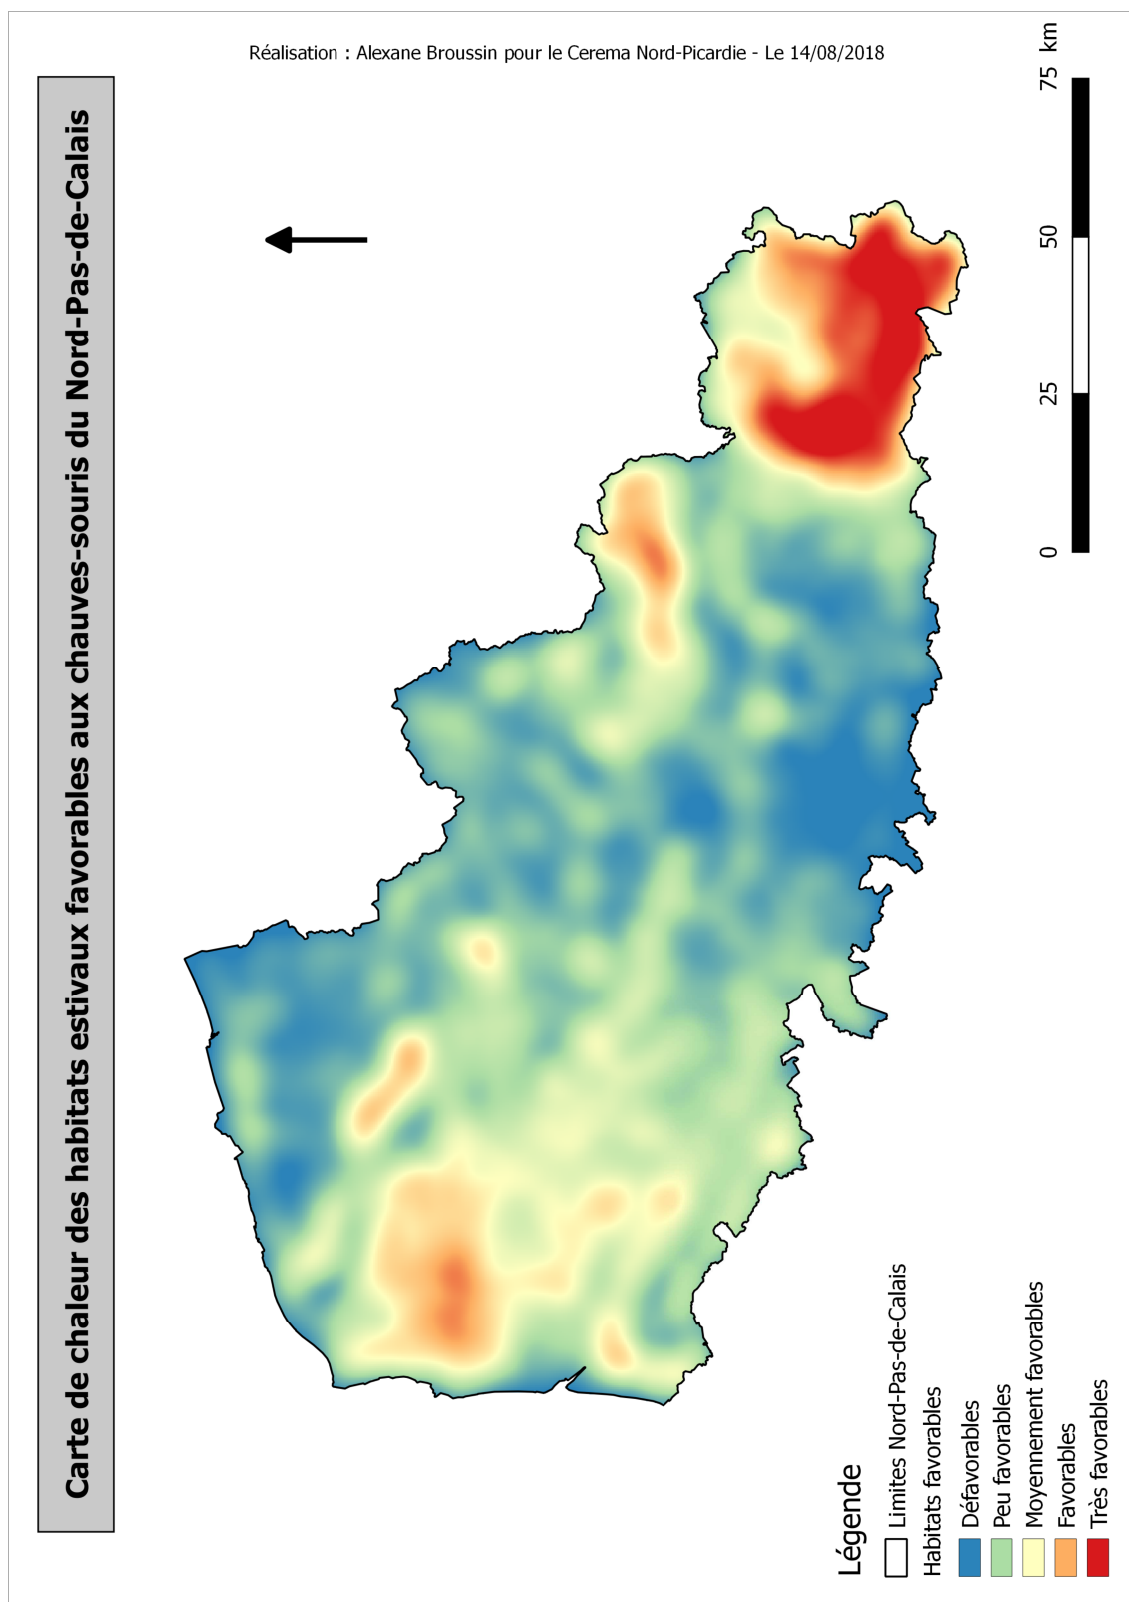 Carte de chaleur des habitats estivaux favorables aux chauves-souris du Nord-Pas-de-Calais
Réalisation : Alexane Broussin pour le Cerema Nord-Picardie - Le 14/08/2018
Légende
Limites Nord-Pas-de-Calais
Habitats favorables
Défavorables
Peu favorables
Moyennement favorables
Favorables
Très favorables
0 25 50 75 km